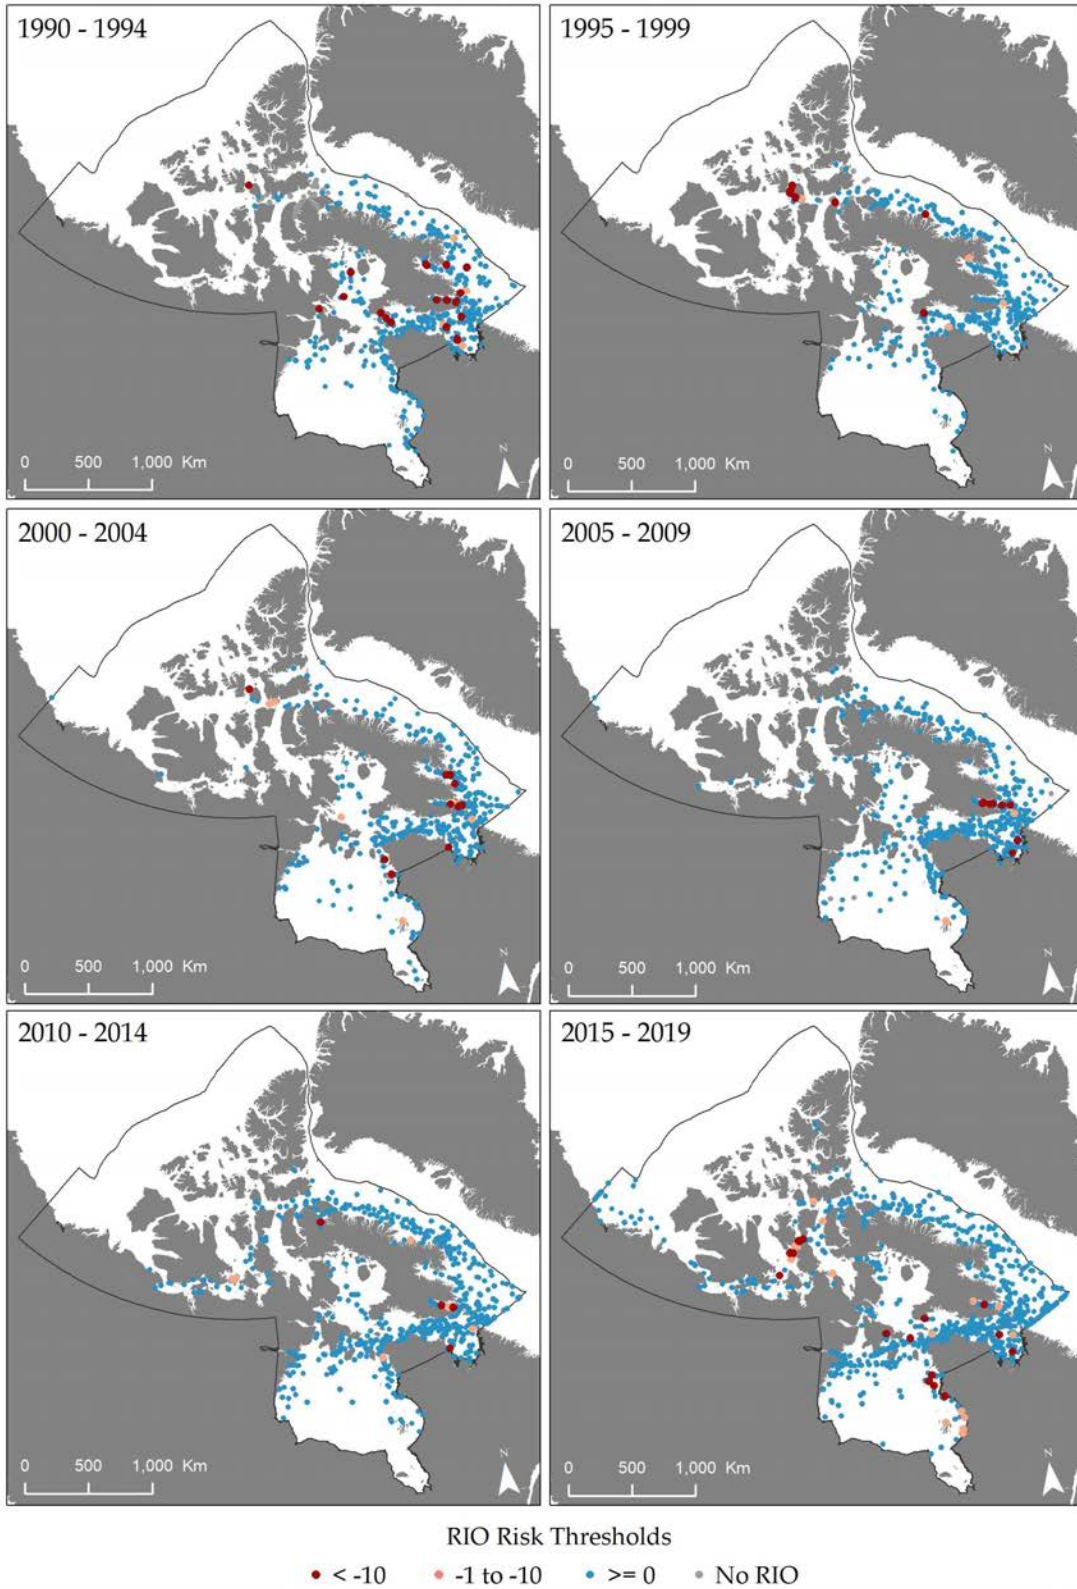 1990 - 1994
1995 - 1999
N
N
0 500 1,000 Km
0 500 1,000 Km
2000 - 2004
2005 - 2009
N
N
0 500 1,000 Km
0 500 1,000 Km
2010 - 2014
2015 - 2019
N
N
0 500 1,000 Km
0 500 1,000 Km
RIO Risk Thresholds
< -10 -1 to -10 >= 0 No RIO